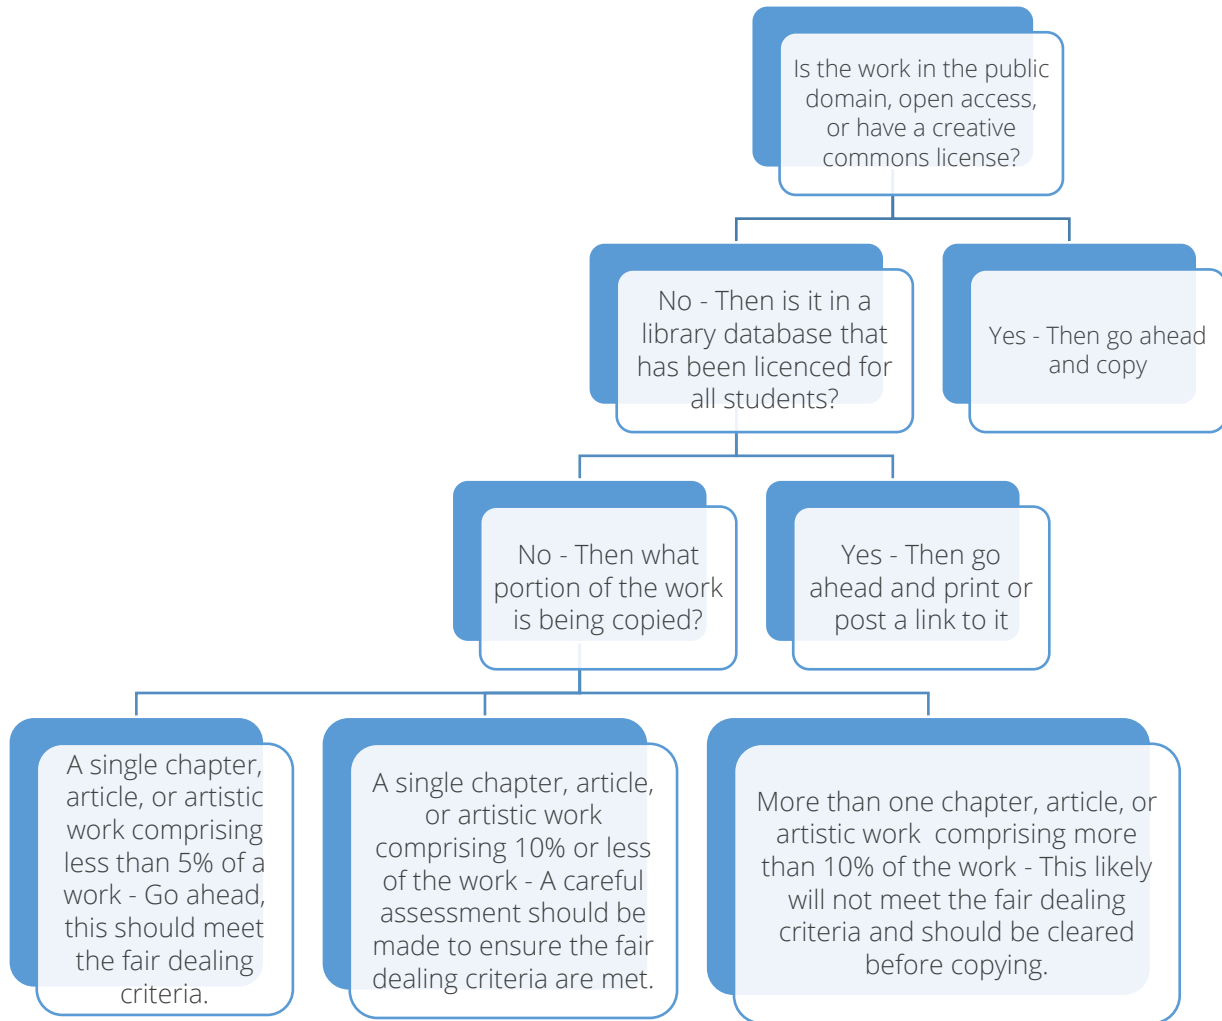 Is the work in the public
domain, open access,
or have a creative
commons license?
No - Then is it in a
library database that
has been licenced for
all students?
Yes - Then go ahead
and copy
No - Then what
portion of the work
is being copied?
Yes - Then go
ahead and print or
post a link to it
A single chapter,
article, or artistic
work comprising
less than 5% of a
work - Go ahead,
this should meet
the fair dealing
criteria.
A single chapter, article,
or artistic work
comprising 10% or less
of the work - A careful
assessment should be
made to ensure the fair
dealing criteria are met.
More than one chapter, article, or
artistic work  comprising more
than 10% of the work - This likely
will not meet the fair dealing
criteria and should be cleared
before copying.